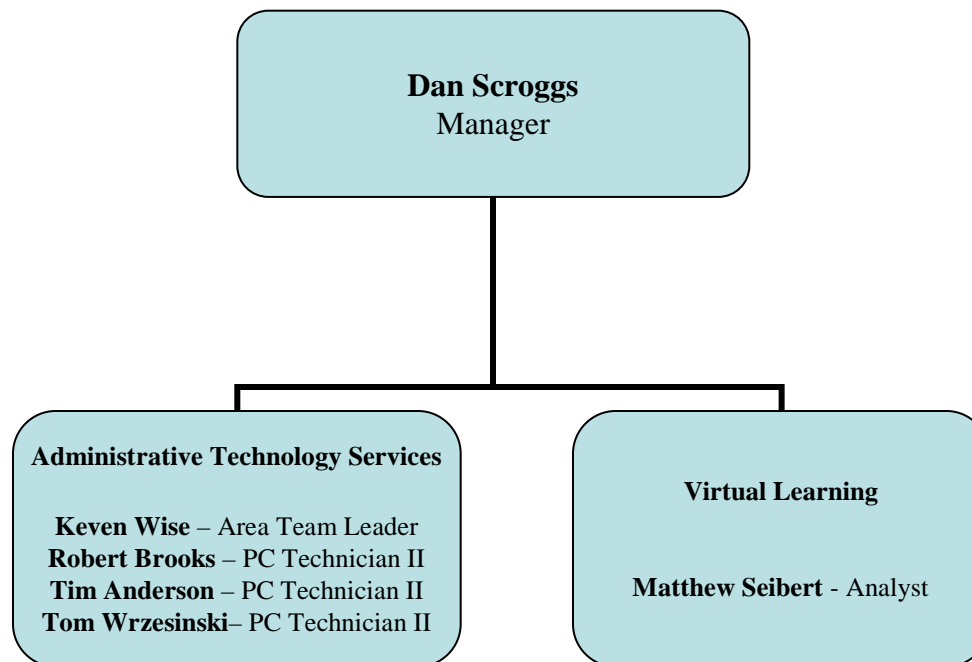 Dan Scroggs
Manager
Administrative Technology Services
Keven Wise – Area Team Leader
Robert Brooks – PC Technician II
Tim Anderson – PC Technician II
Tom Wrzesinski– PC Technician II
Virtual Learning
Matthew Seibert - Analyst